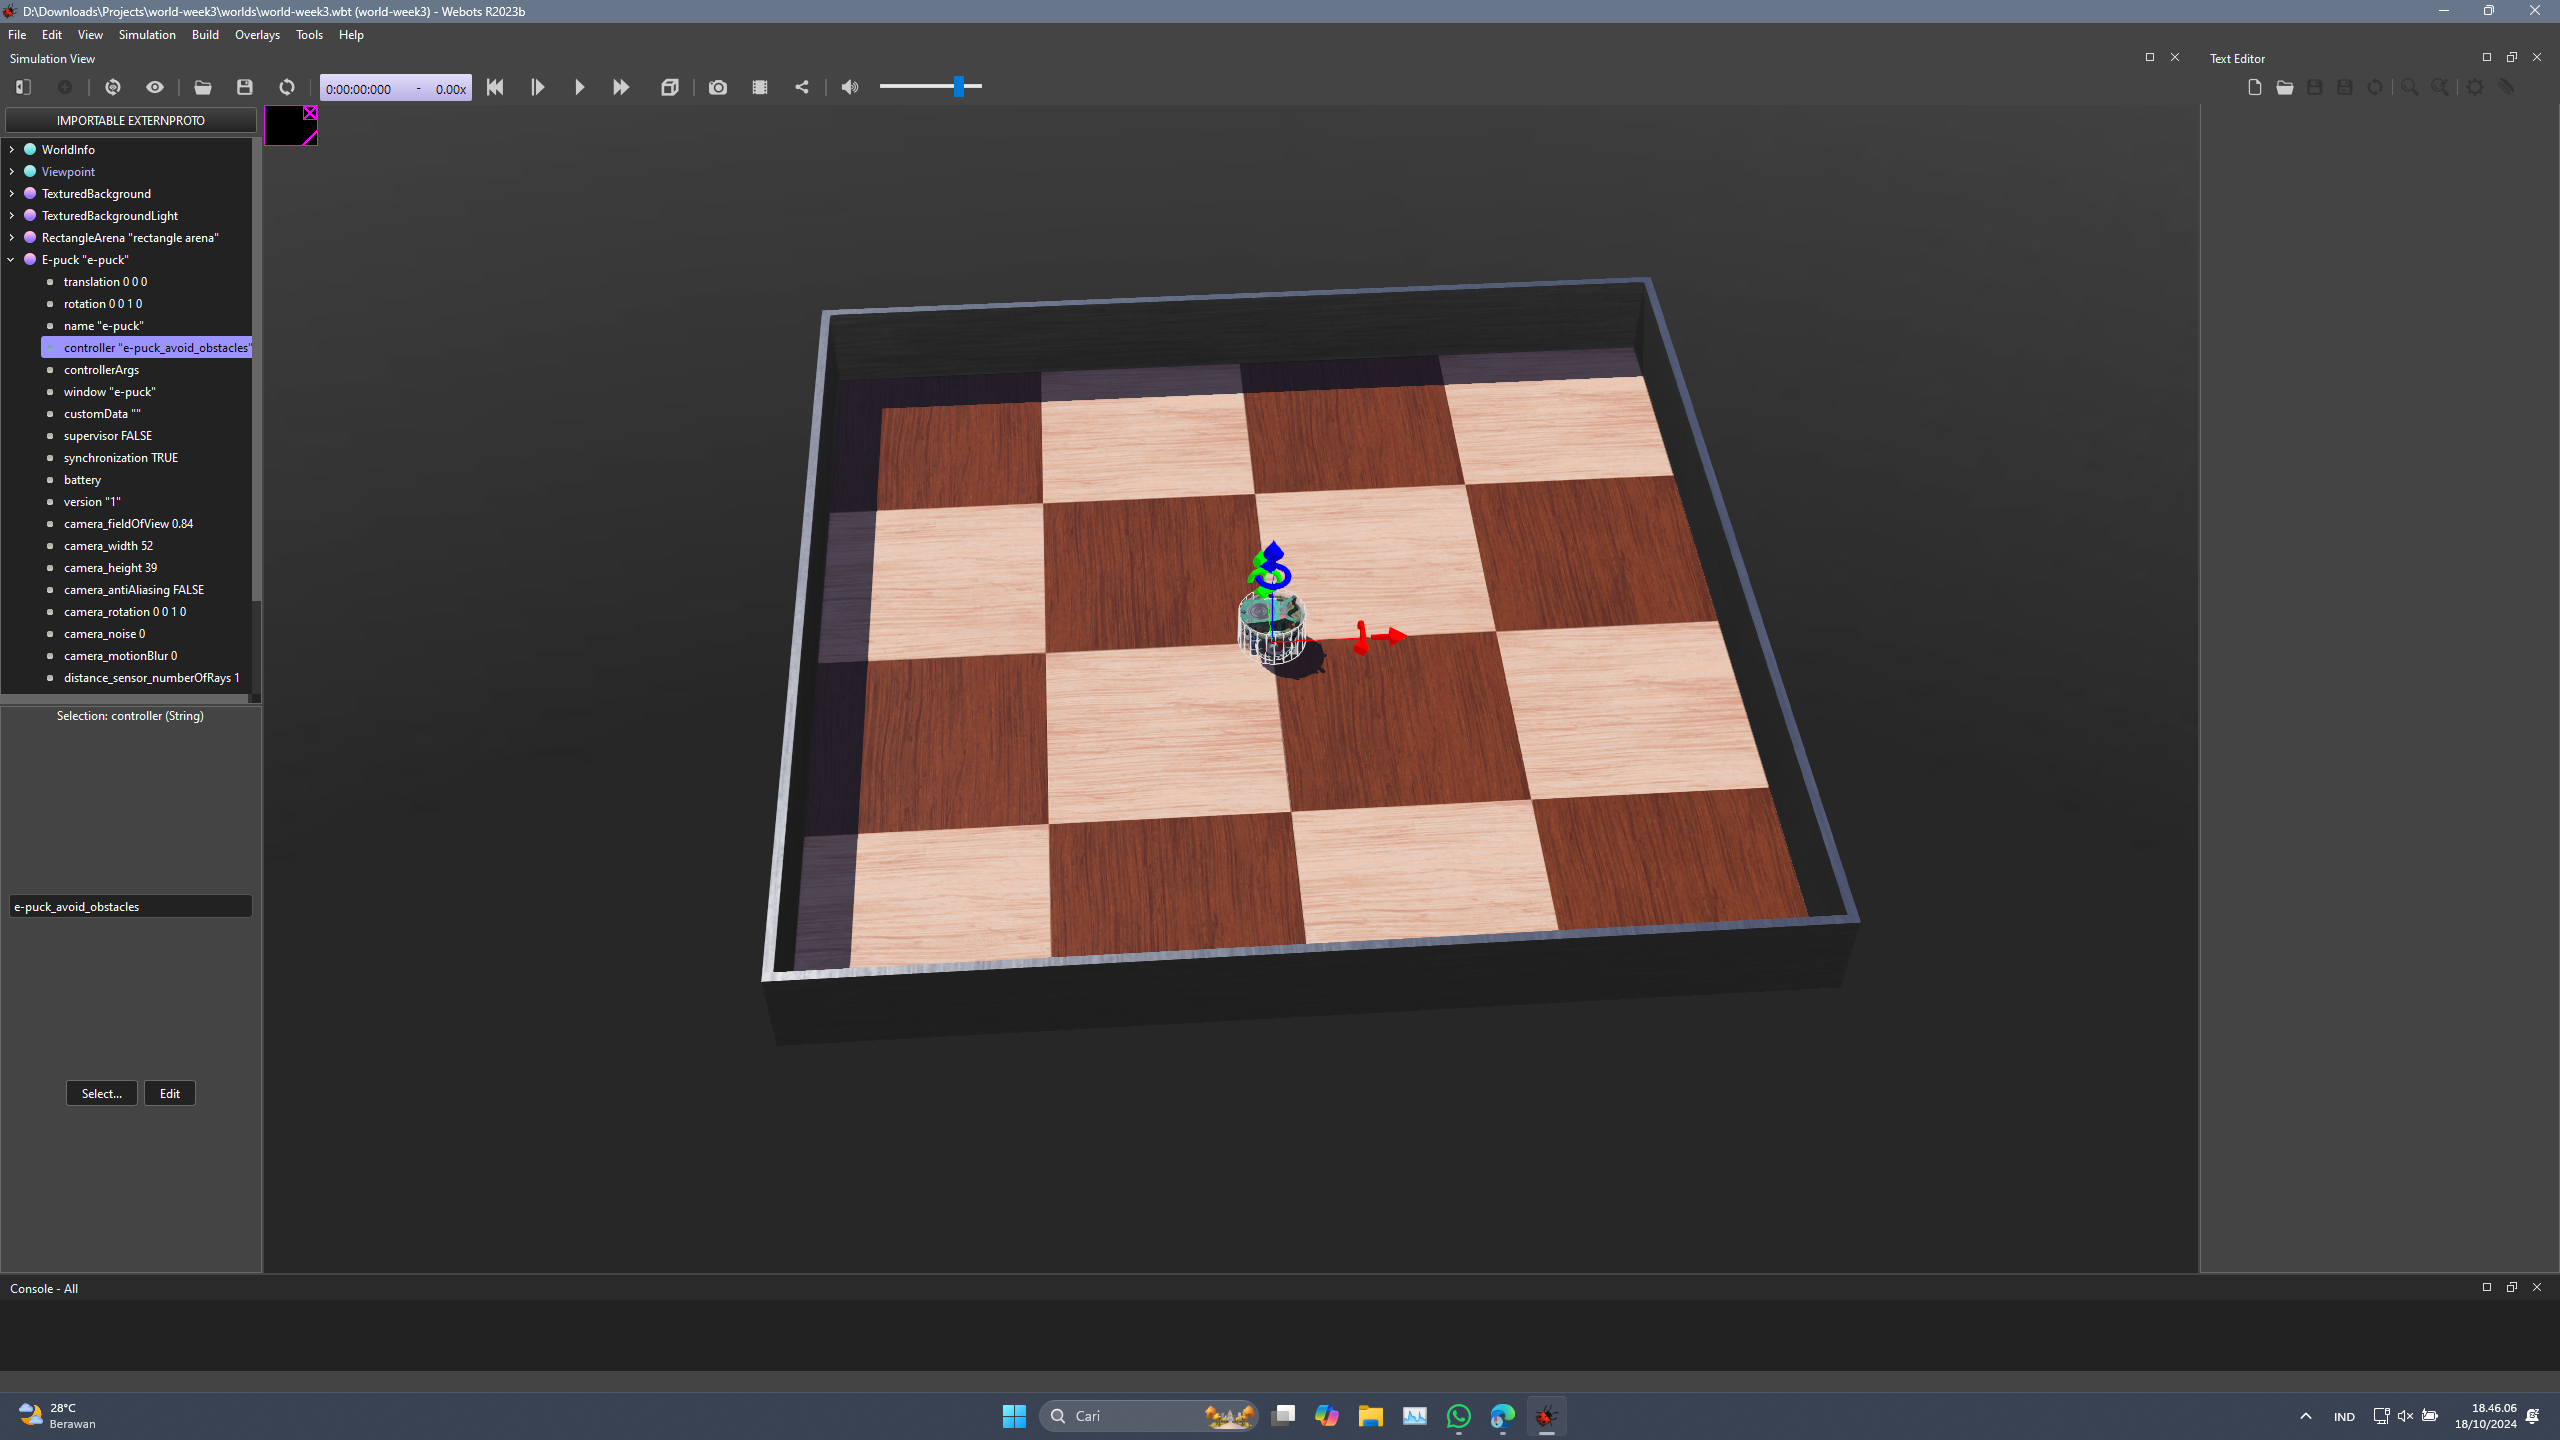 D:\Downloads\Projects\world-week3\worlds\world-week3.wbt (world-week3) - Webots R2023b
File Edit View Simulation Build Overlays Tools Help
Simulation View
Text Editor
0:00:00:000 - 0.00x
IMPORTABLE EXTERNPROTO
WorldInfo
Viewpoint
TexturedBackground
TexturedBackgroundLight
RectangleArena "rectangle arena"
E-puck "e-puck"
translation 0 0 0
rotation 0 0 1 0
name "e-puck"
controller "e-puck_avoid_obstacles"
controllerArgs
window "e-puck"
customData ""
supervisor FALSE
synchronization TRUE
battery
version "1"
camera_fieldOfView 0.84
camera_width 52
camera_height 39
camera_antiAliasing FALSE
camera_rotation 0 0 1 0
camera_noise 0
camera_motionBlur 0
distance_sensor_numberOfRays 1
Selection: controller (String)
e-puck_avoid_obstacles
Select... Edit
Console - All
28°C
Berawan
Cari
IND
18.46.06
18/10/2024